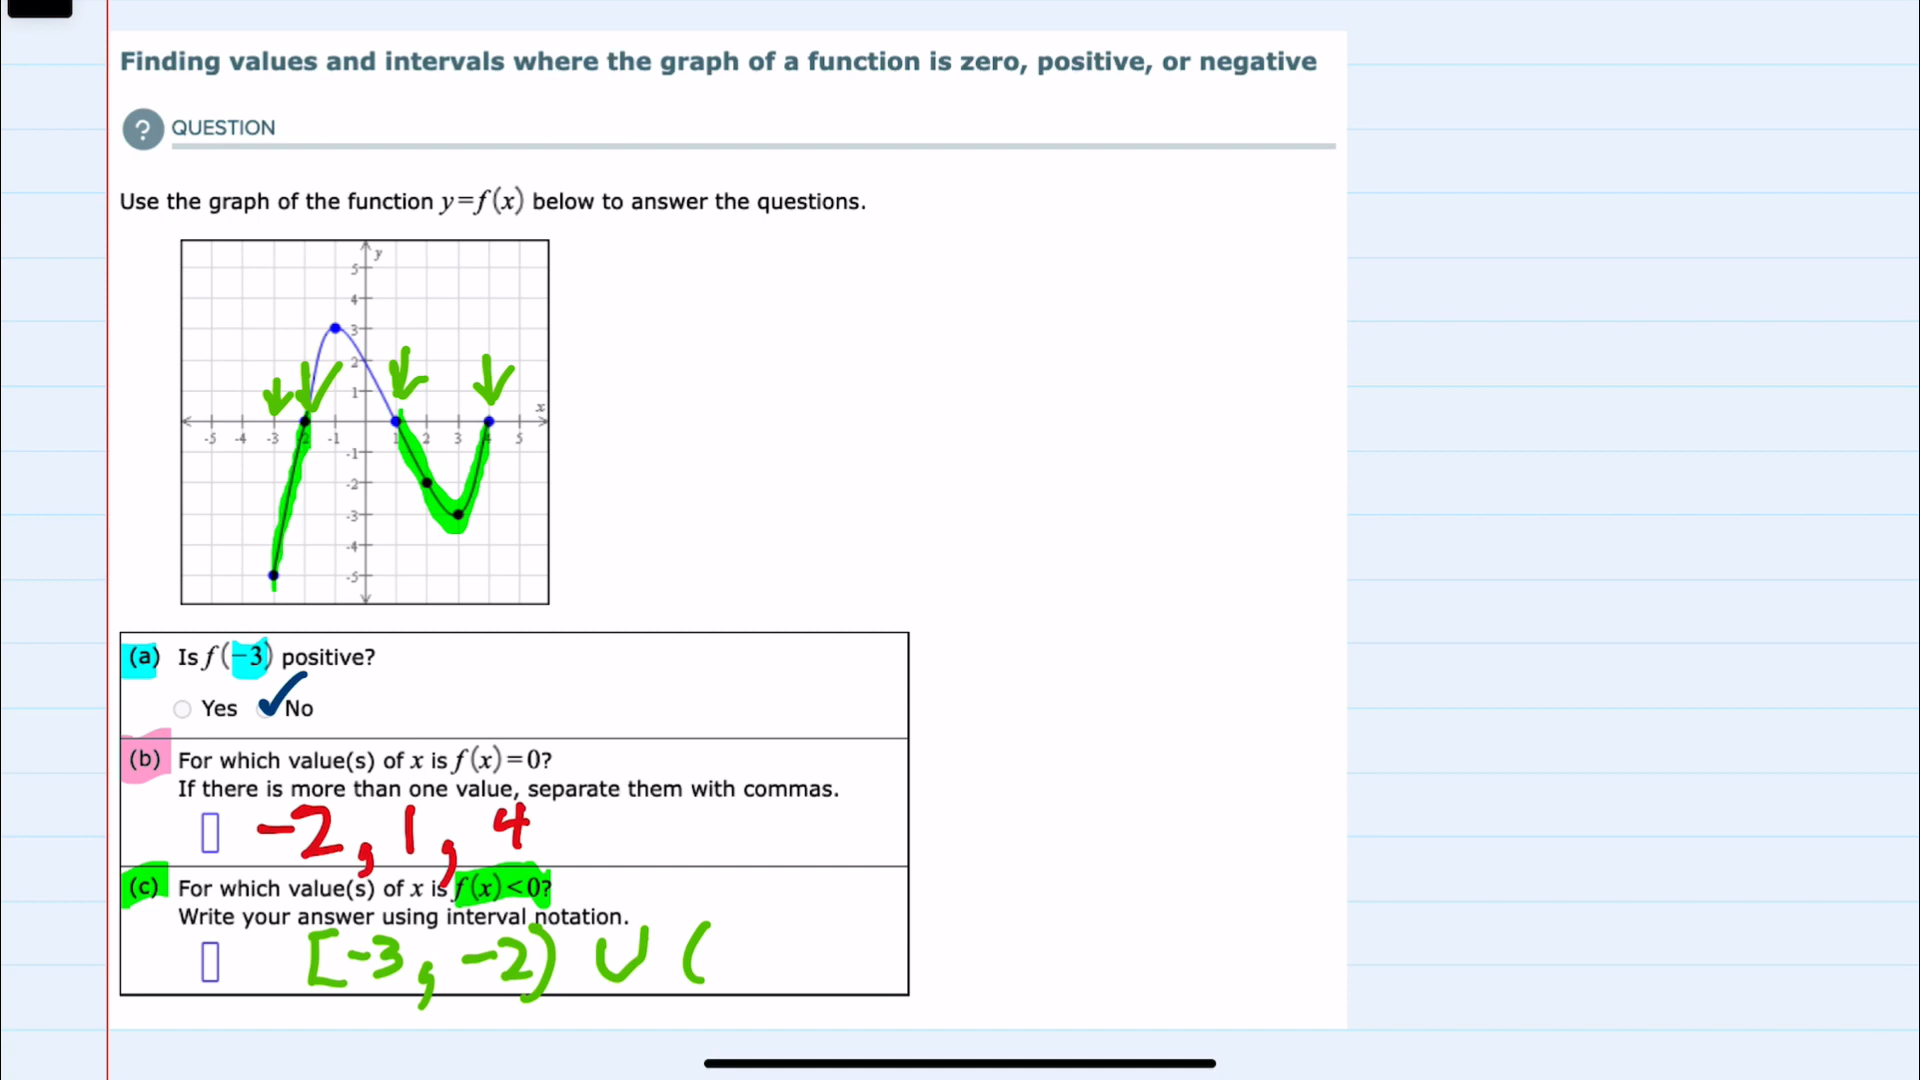 Finding values and intervals where the graph of a function is zero, positive, or negative
? QUESTION
Use the graph of the function y=f(x) below to answer the questions.
y
5
4
3
2
1
x
-5 -4 -3 -2 -1 1 2 3 4 5
-1
-2
-3
-4
-5
(a) Is f(−3) positive?
Yes No
(b) For which value(s) of x is f(x)=0?
If there is more than one value, separate them with commas.
-2, 1, 4
(c) For which value(s) of x is f(x)<0?
Write your answer using interval notation.
[-3, -2) ∪ (